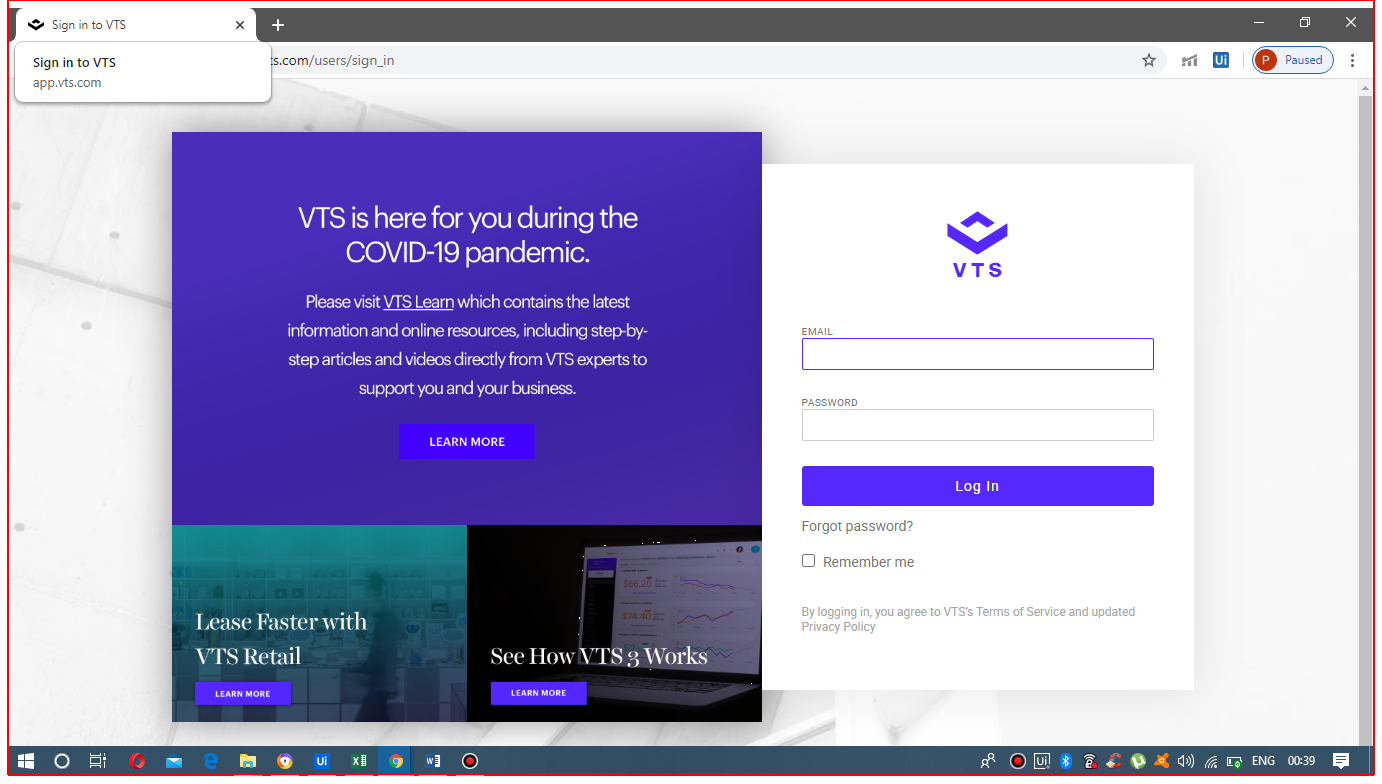 Sign in to VTS
Sign in to VTS
app.vts.com
ts.com/users/sign_in
Ui
P
Paused
VTS is here for you during the
COVID-19 pandemic.
Please visit VTS Learn which contains the latest
information and online resources, including step-by-
step articles and videos directly from VTS experts to
support you and your business.
LEARN MORE
Lease Faster with
VTS Retail
LEARN MORE
$66.20
$74.40
See How VTS 3 Works
LEARN MORE
VTS
EMAIL
PASSWORD
Log In
Forgot password?
Remember me
By logging in, you agree to VTS's Terms of Service and updated
Privacy Policy
Ui
Ui
ENG
00:39